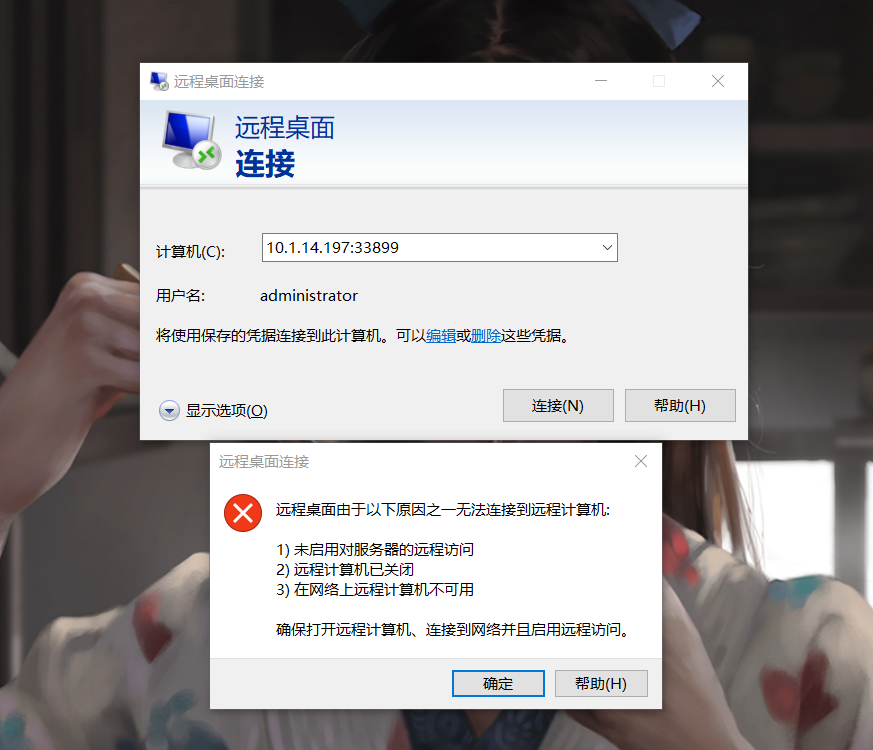 远程桌面连接
远程桌面
连接
计算机(C):
10.1.14.197:33899
用户名:
administrator
将使用保存的凭据连接到此计算机。可以编辑或删除这些凭据。
显示选项(O)
连接(N)
帮助(H)
远程桌面连接
远程桌面由于以下原因之一无法连接到远程计算机:
1) 未启用对服务器的远程访问
2) 远程计算机已关闭
3) 在网络上远程计算机不可用
确保打开远程计算机、连接到网络并且启用远程访问。
确定
帮助(H)